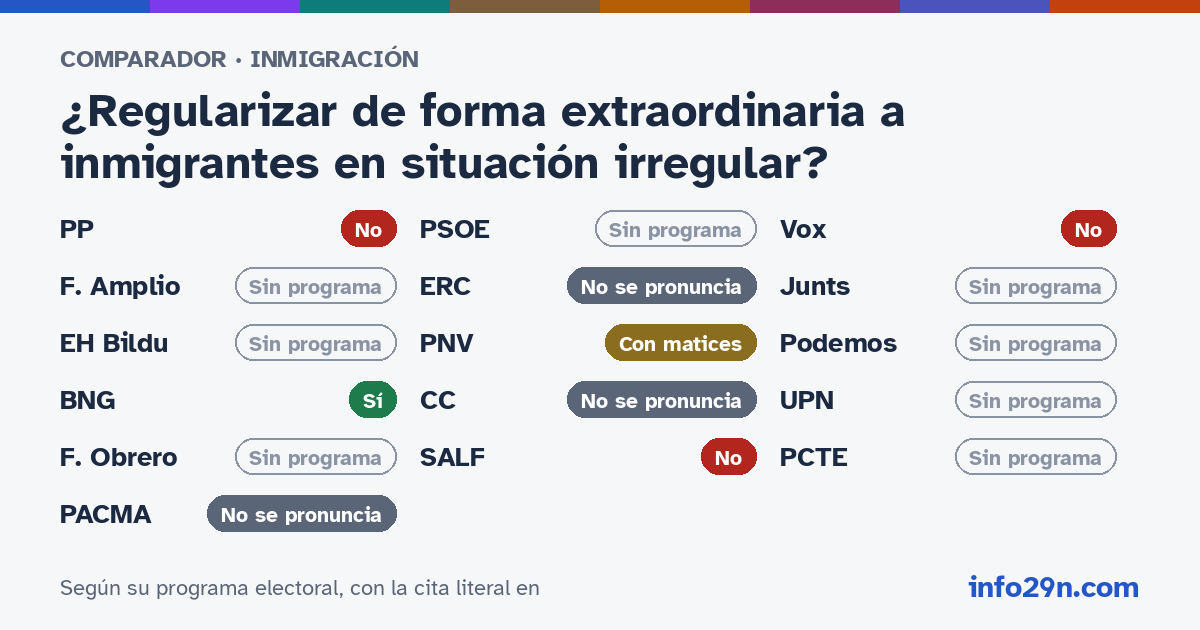 COMPARADOR · INMIGRACIÓN
¿Regularizar de forma extraordinaria a
inmigrantes en situación irregular?
PP No PSOE Sin programa Vox No
F. Amplio Sin programa ERC No se pronuncia Junts Sin programa
EH Bildu Sin programa PNV Con matices Podemos Sin programa
BNG Sí CC No se pronuncia UPN Sin programa
F. Obrero Sin programa SALF No PCTE Sin programa
PACMA No se pronuncia
Según su programa electoral, con la cita literal en info29n.com